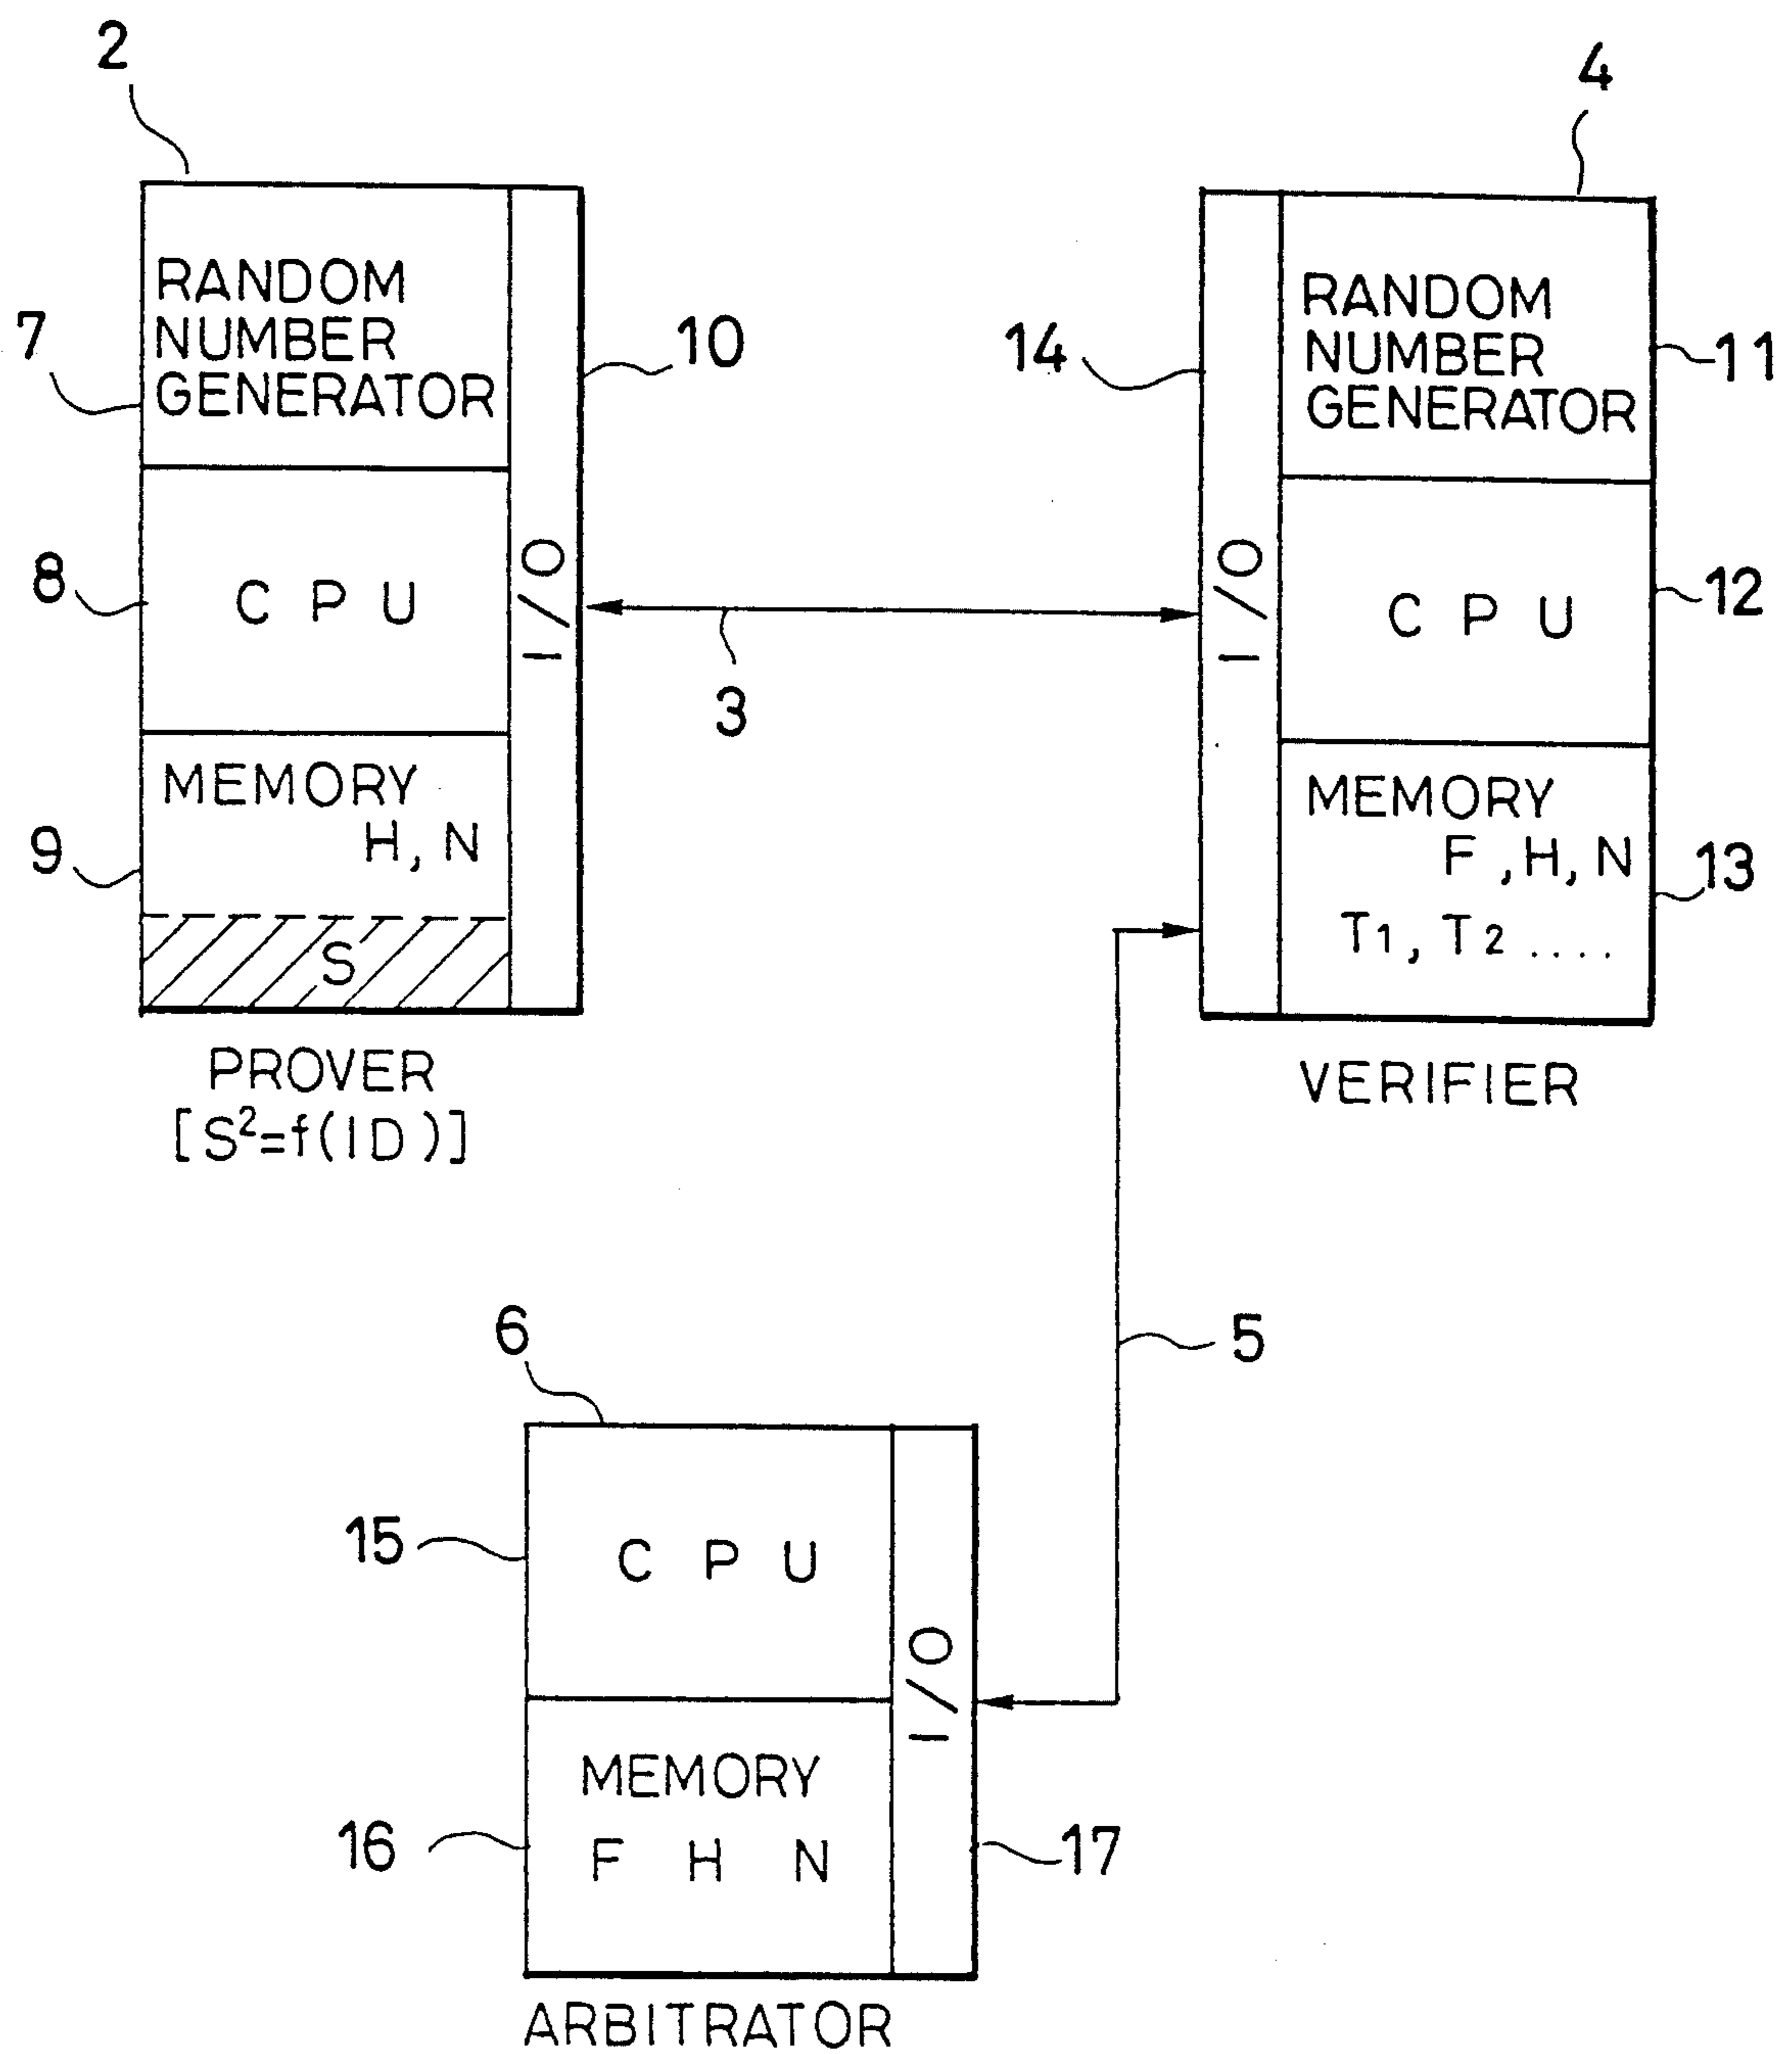 2
4
RANDOM
NUMBER
GENERATOR
7
10
14
RANDOM
NUMBER
GENERATOR
11
8
C P U
I/O
3
I/O
C P U
12
MEMORY
H, N
9
S
MEMORY
F, H, N
T1, T2 ....
13
PROVER
[S²=f(ID)]
VERIFIER
6
5
15
C P U
I/O
MEMORY
F H N
16
17
ARBITRATOR